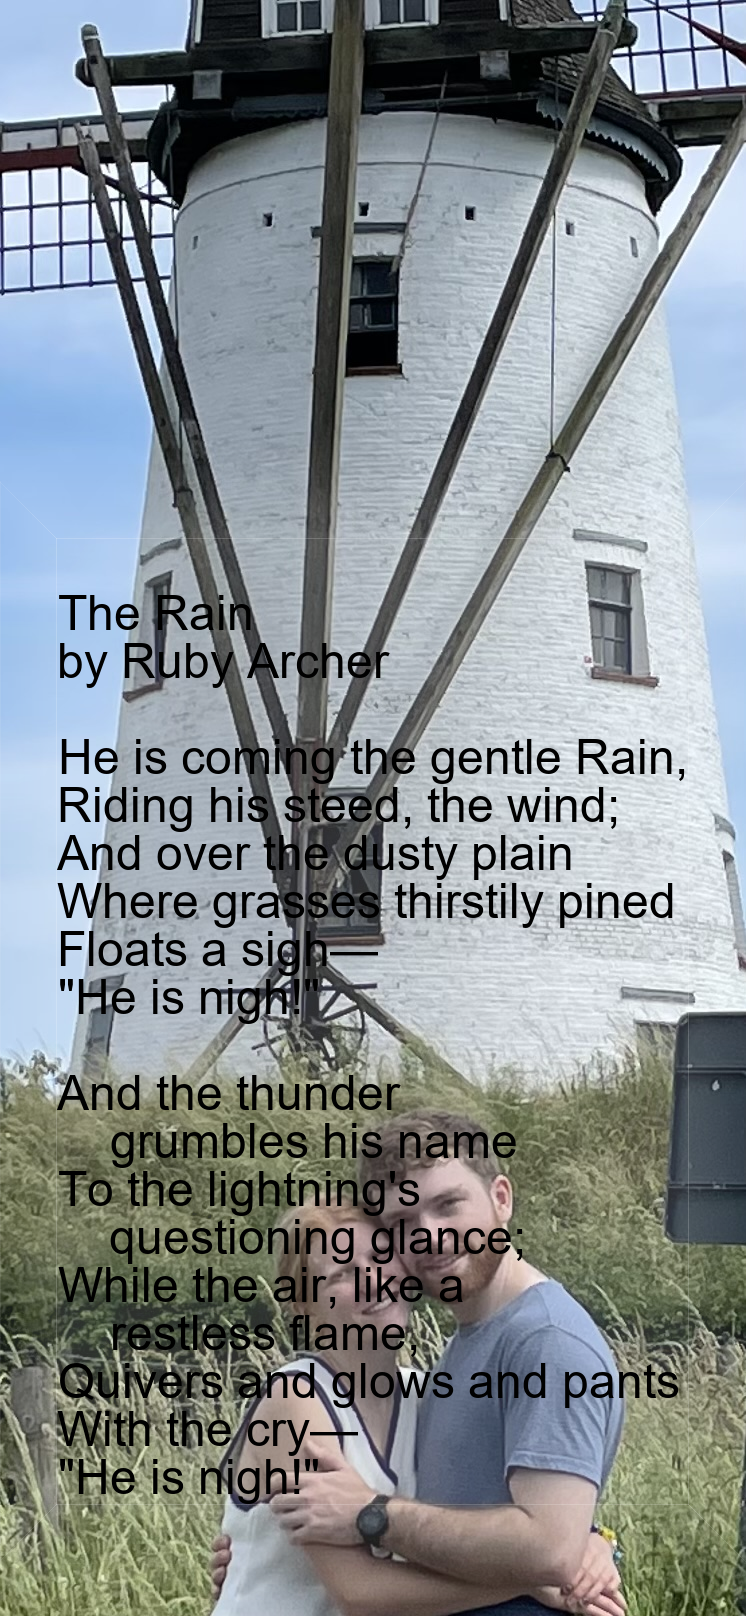 The Rain
by Ruby Archer

He is coming the gentle Rain,
Riding his steed, the wind;
And over the dusty plain
Where grasses thirstily pined
Floats a sigh—
"He is nigh!"

And the thunder
grumbles his name
To the lightning's
questioning glance;
While the air, like a
restless flame,
Quivers and glows and pants
With the cry—
"He is nigh!"